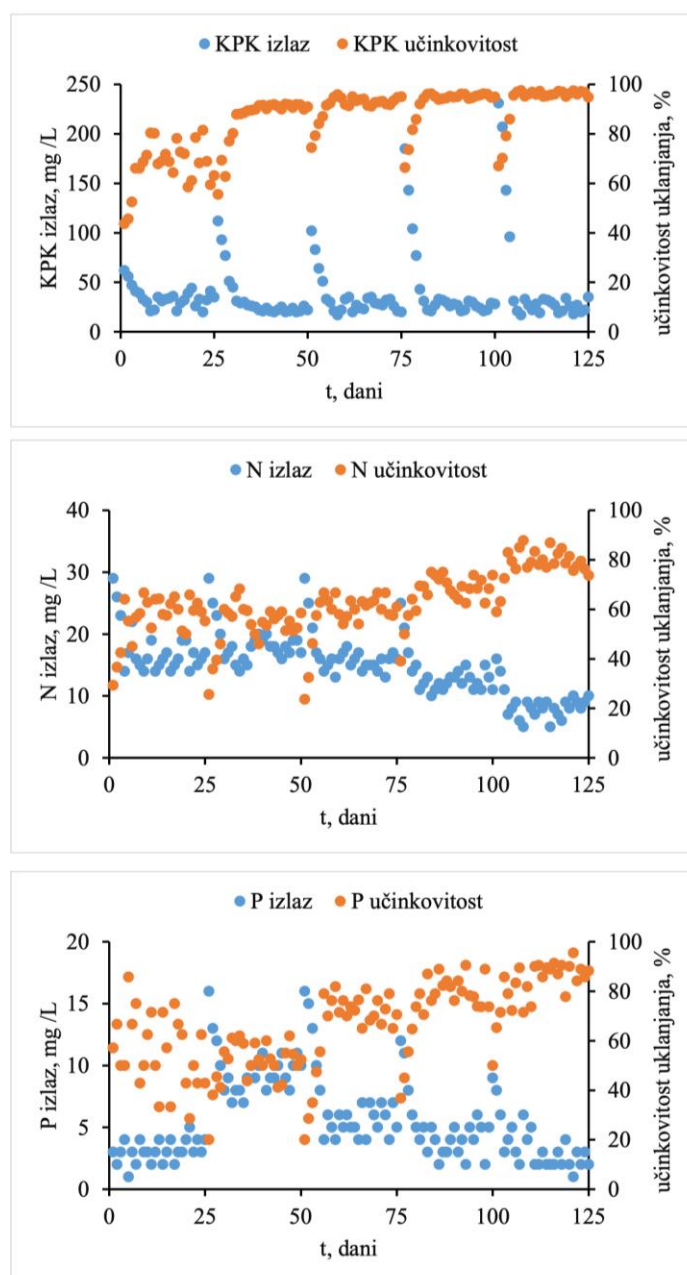 KPK izlaz KPK učinkovitost
250 100
200 80
150 60
100 40
50 20
0 0
0 25 50 75 100 125
KPK izlaz, mg /L
učinkovitost uklanjanja, %
t, dani
N izlaz N učinkovitost
40 100
80
30
60
20
40
10
20
0 0
0 25 50 75 100 125
N izlaz, mg /L
učinkovitost uklanjanja, %
t, dani
P izlaz P učinkovitost
20 100
80
15
60
10
40
5
20
0 0
0 25 50 75 100 125
P izlaz, mg /L
učinkovitost uklanjanja, %
t, dani